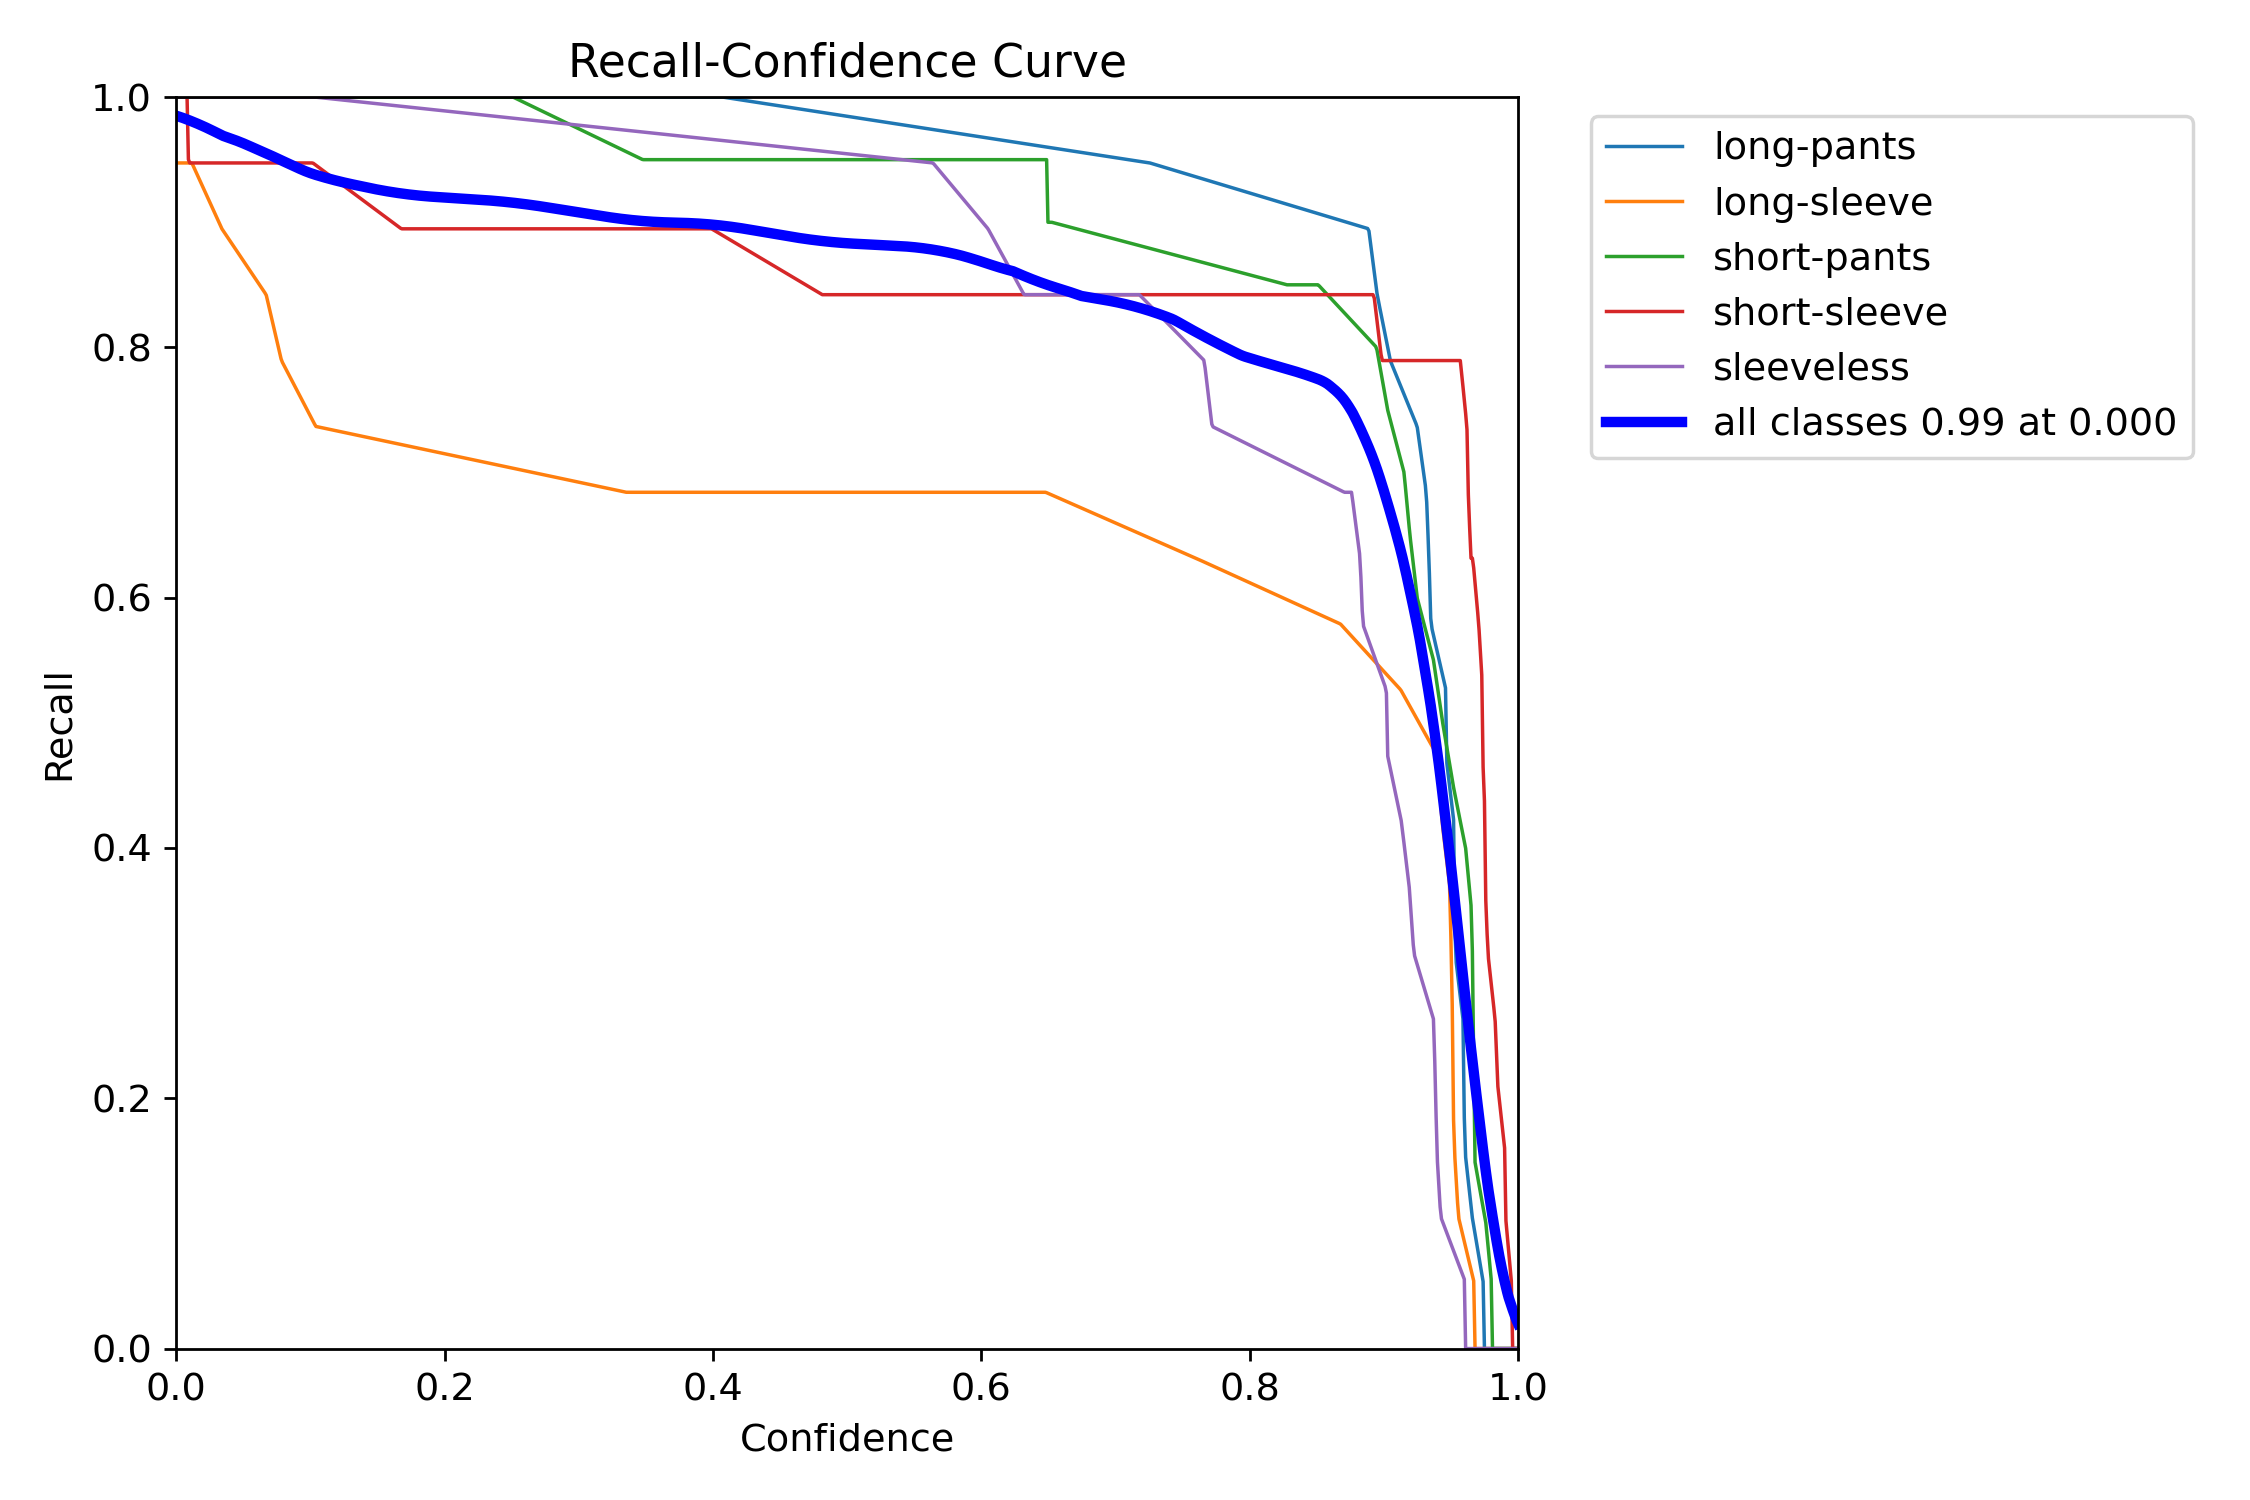 Recall-Confidence Curve
1.0
0.8
0.6
0.4
0.2
0.0
Recall
0.0 0.2 0.4 0.6 0.8 1.0
Confidence
long-pants
long-sleeve
short-pants
short-sleeve
sleeveless
all classes 0.99 at 0.000